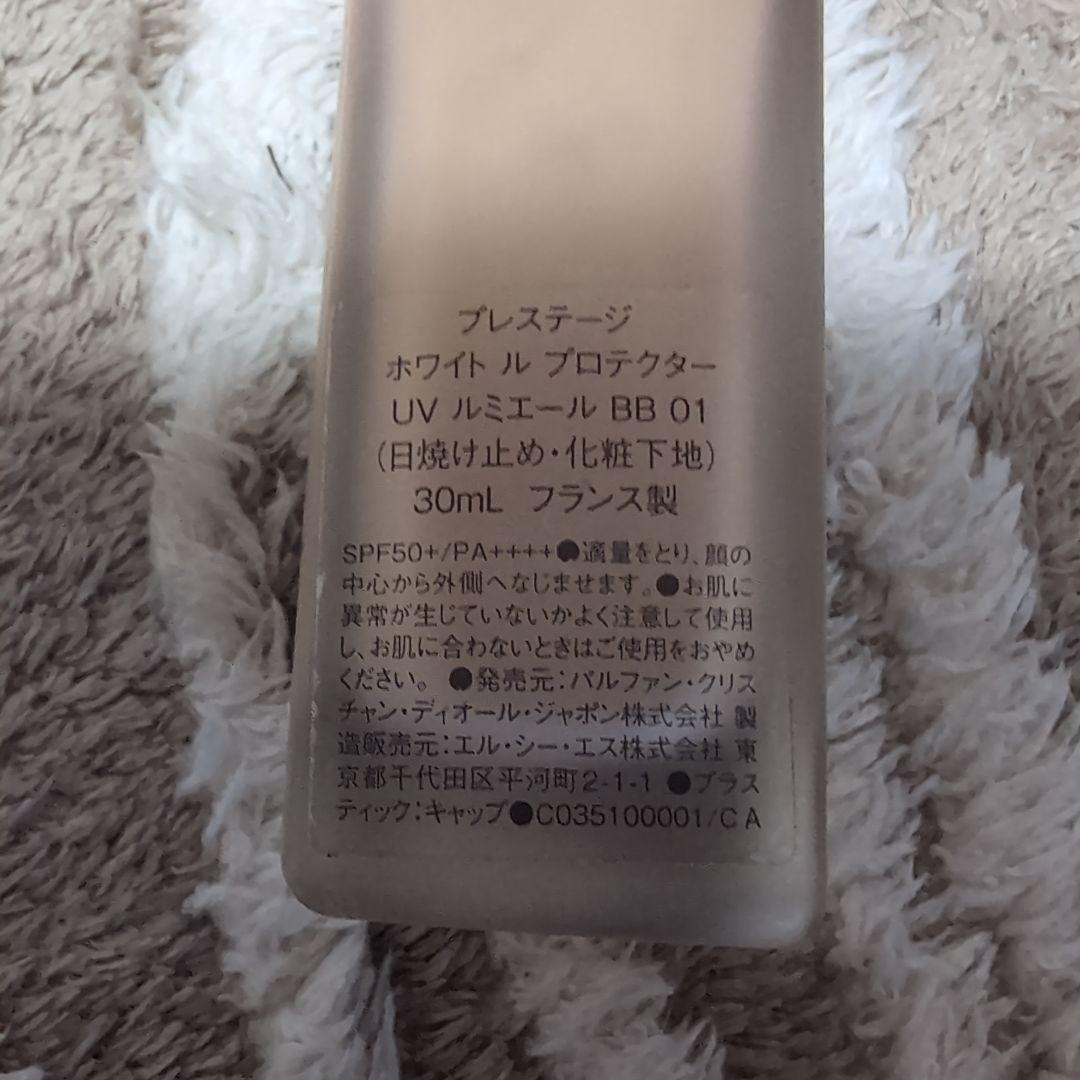 プレステージ
ホワイト ル プロテクター
UV ルミエール BB 01
(日焼け止め・化粧下地)
30mL フランス製
SPF50+/PA++++●適量をとり、顔の
中心から外側へなじませます。●お肌に
異常が生じていないかよく注意して使用
し、お肌に合わないときはご使用をおやめ
ください。 ●発売元:パルファン・クリス
チャン・ディオール・ジャポン株式会社 製
造販売元:エル・シー・エス株式会社 東
京都千代田区平河町2-1-1 ●プラス
ティック:キャップ●C035100001/CA